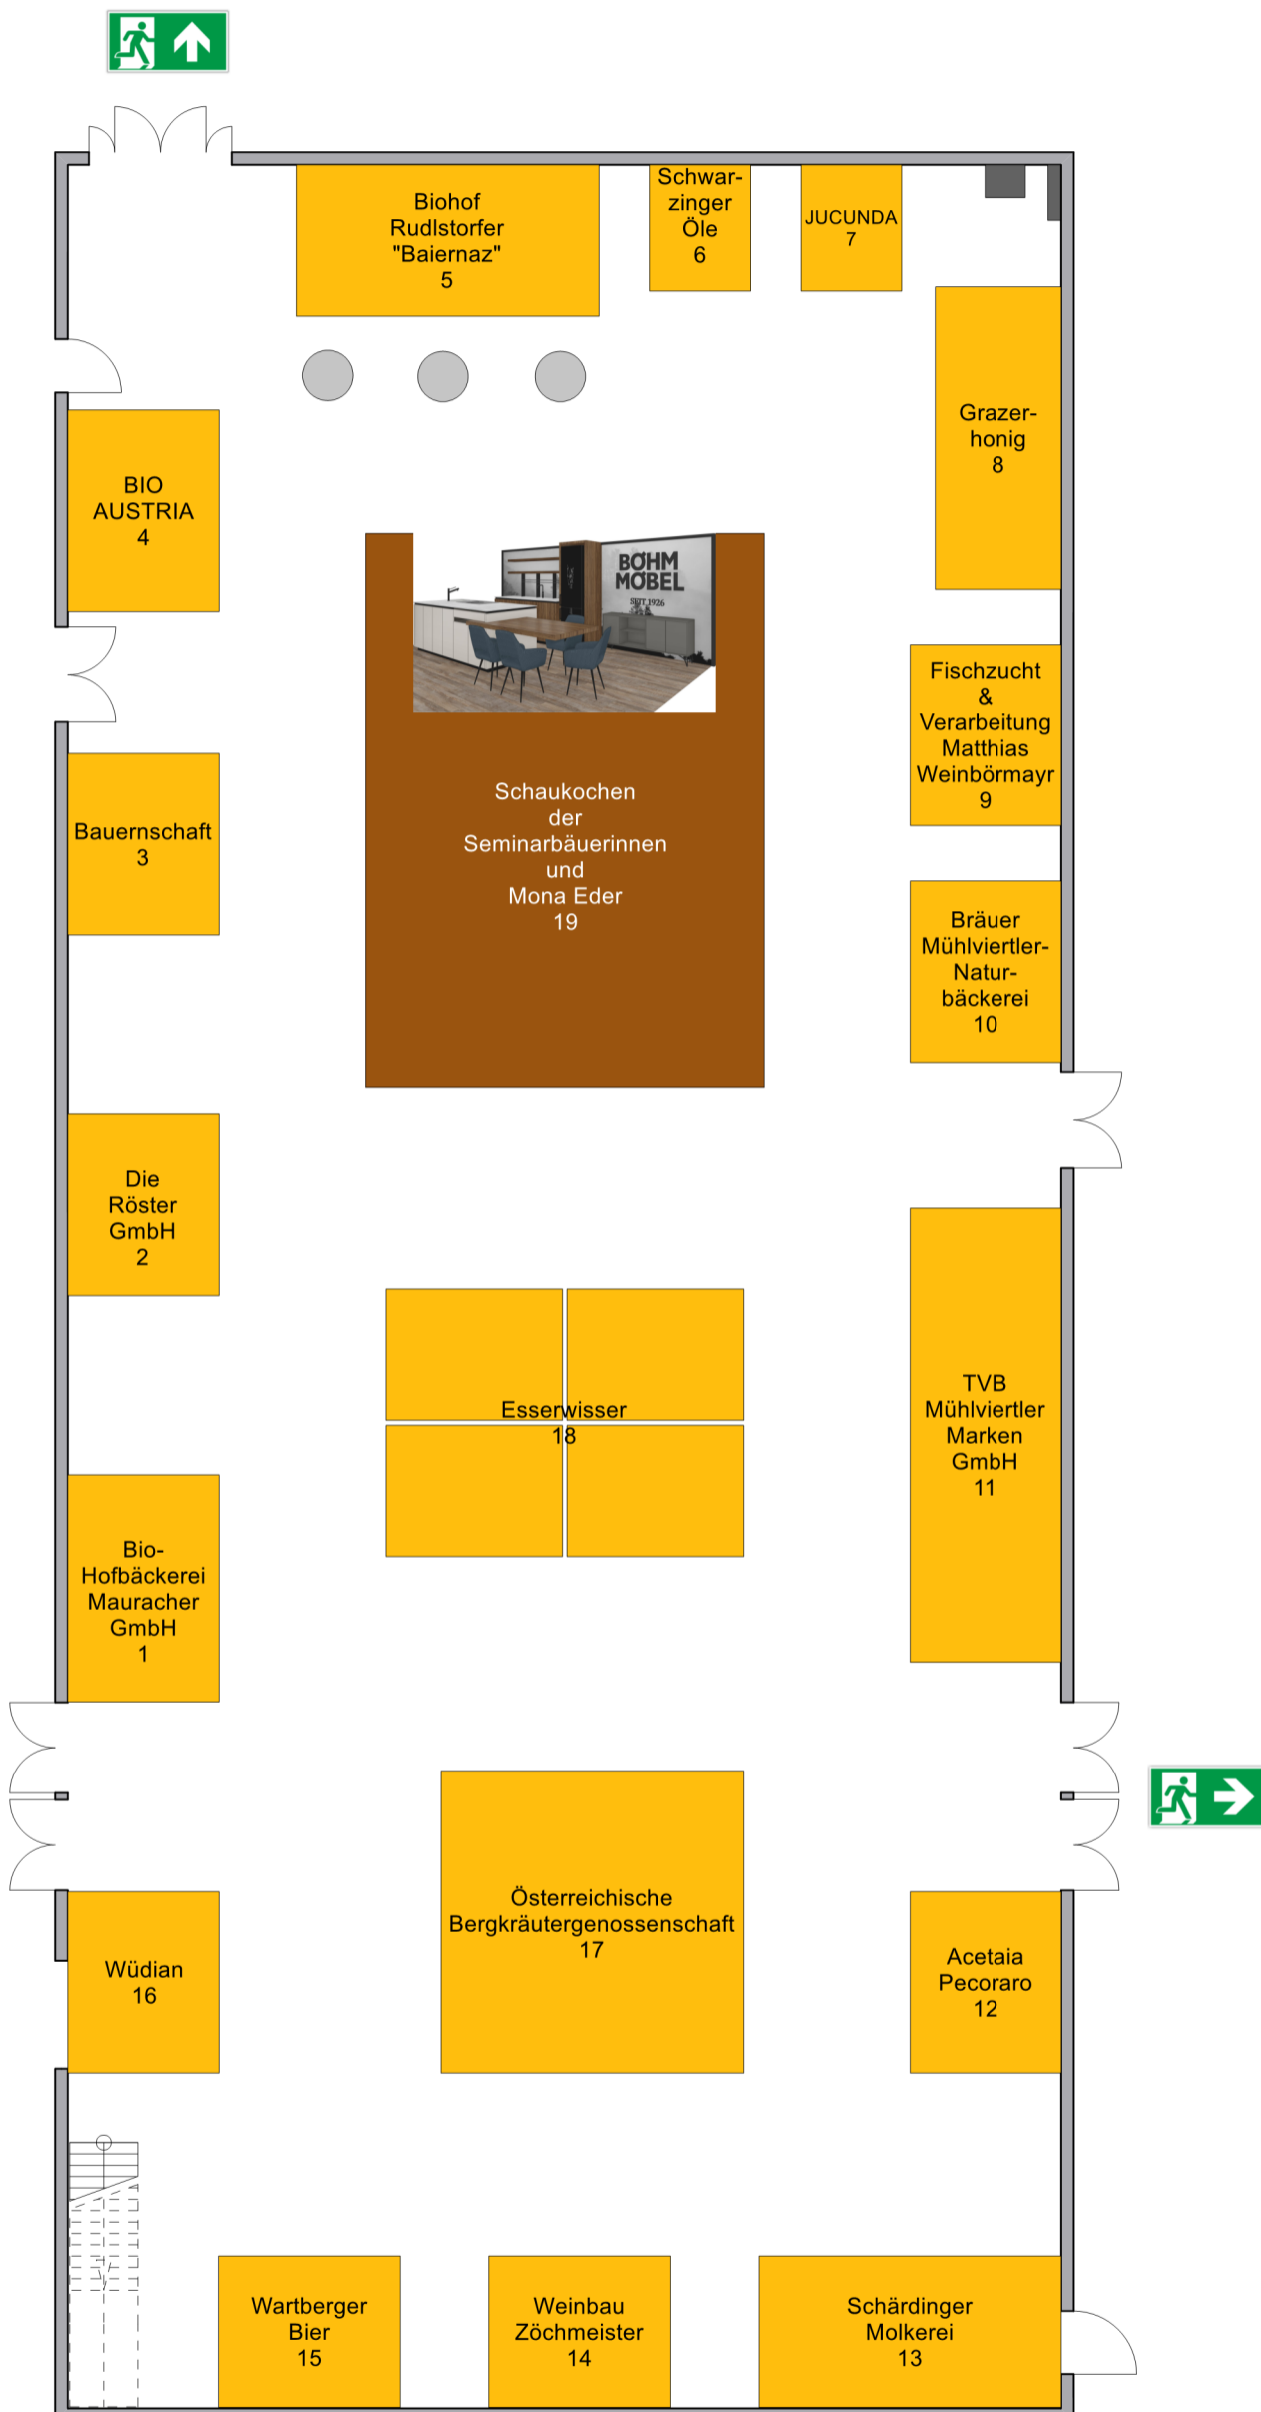 Biohof
Rudlstorfer
"Baiernaz"
5
Schwar-
zinger
Öle
6
JUCUNDA
7
Grazer-
honig
8
BIO
AUSTRIA
4
BØHM
MØBEL
SEIT 1926
Fischzucht
&
Verarbeitung
Matthias
Weinbörmayr
9
Bauernschaft
3
Schaukochen
der
Seminarbäuerinnen
und
Mona Eder
19
Bräuer
Mühlviertler-
Natur-
bäckerei
10
Die
Röster
GmbH
2
Esserwisser
18
TVB
Mühlviertler
Marken
GmbH
11
Bio-
Hofbäckerei
Mauracher
GmbH
1
Österreichische
Bergkräutergenossenschaft
17
Wüdian
16
Acetaia
Pecoraro
12
Wartberger
Bier
15
Weinbau
Zöchmeister
14
Schärdinger
Molkerei
13